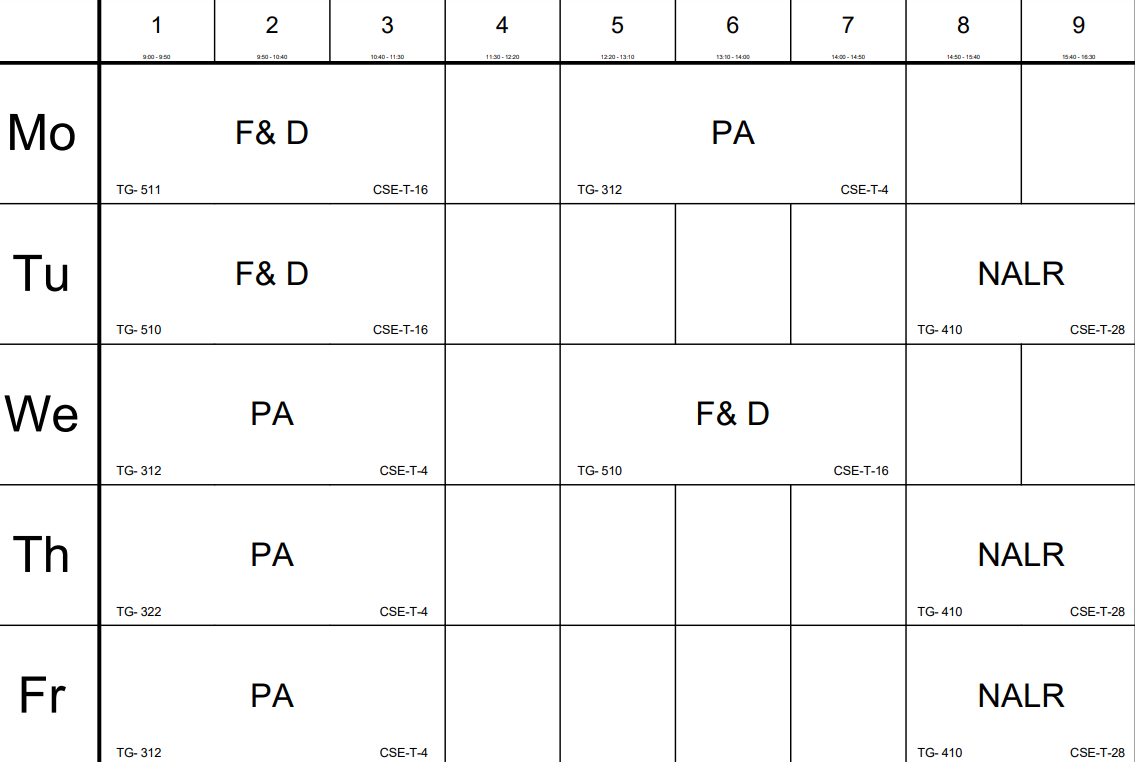 1 2 3 4 5 6 7 8 9
9:00 - 9:50 9:50 - 10:40 10:40 - 11:30 11:30 - 12:20 12:20 - 13:10 13:10 - 14:00 14:00 - 14:50 14:50 - 15:40 15:40 - 16:30
Mo F& D PA
TG- 511 CSE-T-16 TG- 312 CSE-T-4
Tu F& D NALR
TG- 510 CSE-T-16 TG- 410 CSE-T-28
We PA F& D
TG- 312 CSE-T-4 TG- 510 CSE-T-16
Th PA NALR
TG- 322 CSE-T-4 TG- 410 CSE-T-28
Fr PA NALR
TG- 312 CSE-T-4 TG- 410 CSE-T-28